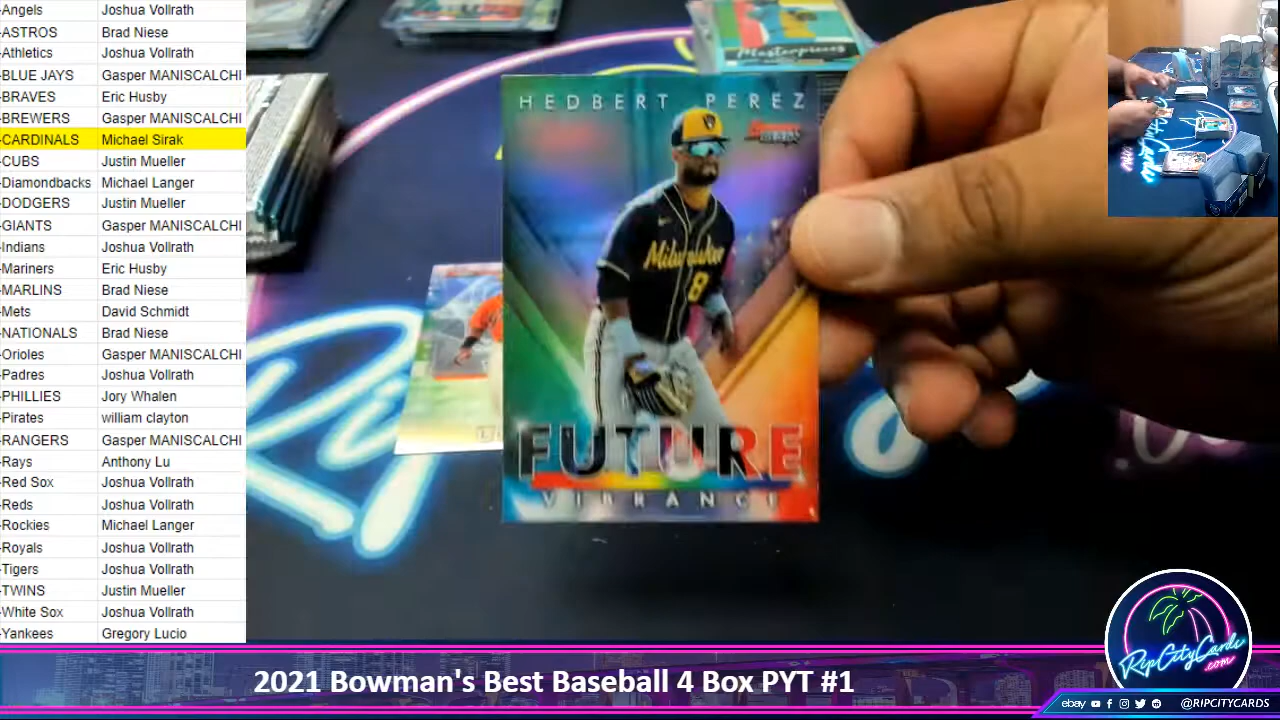 -Angels Joshua Vollrath
-ASTROS Brad Niese
-Athletics Joshua Vollrath
-BLUE JAYS Gasper MANISCALCHI
-BRAVES Eric Husby
-BREWERS Gasper MANISCALCHI
-CARDINALS Michael Sirak
-CUBS Justin Mueller
-Diamondbacks Michael Langer
-DODGERS Justin Mueller
-GIANTS Gasper MANISCALCHI
-Indians Joshua Vollrath
-Mariners Eric Husby
-MARLINS Brad Niese
-Mets David Schmidt
-NATIONALS Brad Niese
-Orioles Gasper MANISCALCHI
-Padres Joshua Vollrath
-PHILLIES Jory Whalen
-Pirates william clayton
-RANGERS Gasper MANISCALCHI
-Rays Anthony Lu
-Red Sox Joshua Vollrath
-Reds Joshua Vollrath
-Rockies Michael Langer
-Royals Joshua Vollrath
-Tigers Joshua Vollrath
-TWINS Justin Mueller
-White Sox Joshua Vollrath
-Yankees Gregory Lucio
Masterpieces
HEDBERT PEREZ
Milwaukee
8
FUTURE
VIBRANCE
RipCityCards
.com
2021 Bowman's Best Baseball 4 Box PYT #1
ebay @RIPCITYCARDS